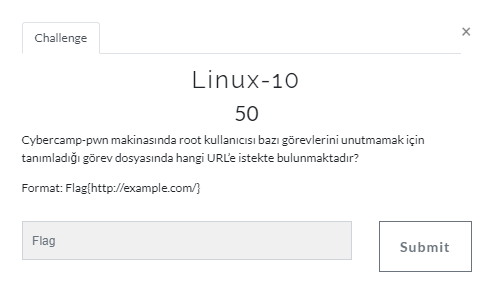 Challenge
×
Linux-10
50
Cybercamp-pwn makinasında root kullanıcısı bazı görevlerini unutmamak için
tanımladığı görev dosyasında hangi URL'e istekte bulunmaktadır?
Format: Flag{http://example.com/}
Flag
Submit